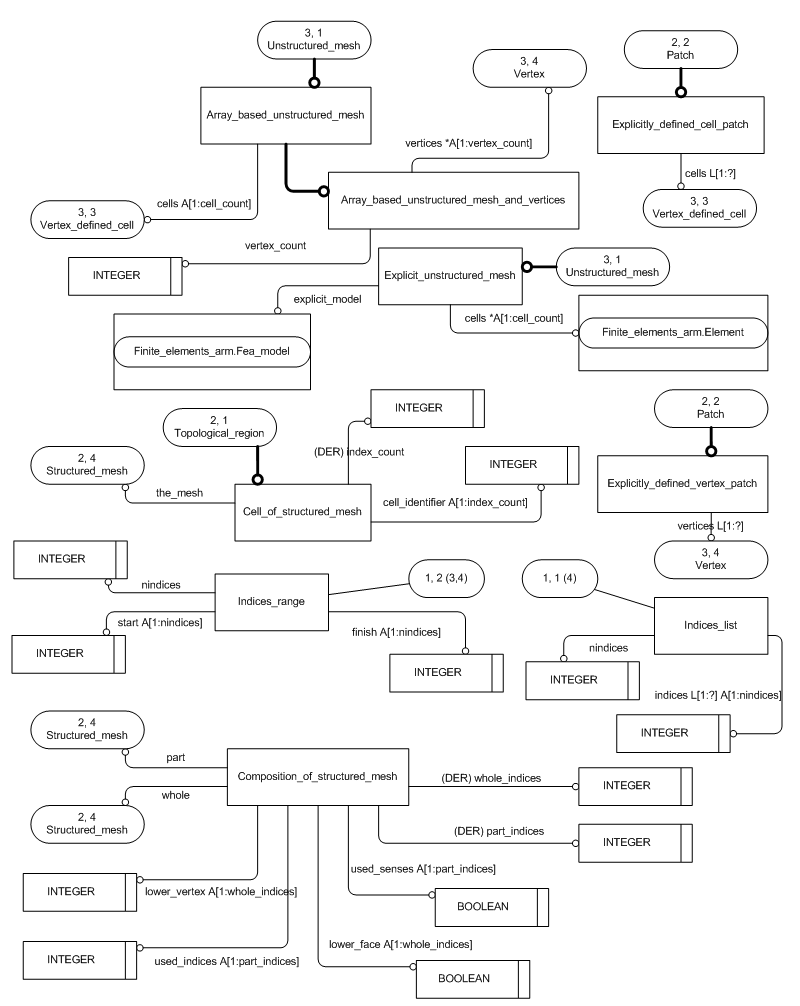 3, 1
Unstructured_mesh
3, 4
Vertex
2, 2
Patch
Array_based_unstructured_mesh
Explicitly_defined_cell_patch
vertices *A[1:vertex_count]
cells L[1:?]
Array_based_unstructured_mesh_and_vertices
cells A[1:cell_count]
3, 3
Vertex_defined_cell
3, 3
Vertex_defined_cell
vertex_count
INTEGER
Explicit_unstructured_mesh
3, 1
Unstructured_mesh
explicit_model
cells *A[1:cell_count]
Finite_elements_arm.Element
Finite_elements_arm.Fea_model
INTEGER
2, 1
Topological_region
2, 2
Patch
(DER) index_count
2, 4
Structured_mesh
INTEGER
the_mesh
Explicitly_defined_vertex_patch
cell_identifier A[1:index_count]
Cell_of_structured_mesh
vertices L[1:?]
3, 4
Vertex
INTEGER
nindices
1, 2 (3,4)
1, 1 (4)
Indices_range
start A[1:nindices]
finish A[1:nindices]
Indices_list
INTEGER
nindices
INTEGER
INTEGER
indices L[1:?] A[1:nindices]
2, 4
Structured_mesh
INTEGER
part
Composition_of_structured_mesh
(DER) whole_indices
INTEGER
whole
2, 4
Structured_mesh
(DER) part_indices
INTEGER
used_senses A[1:part_indices]
INTEGER
lower_vertex A[1:whole_indices]
BOOLEAN
lower_face A[1:whole_indices]
INTEGER
used_indices A[1:part_indices]
BOOLEAN